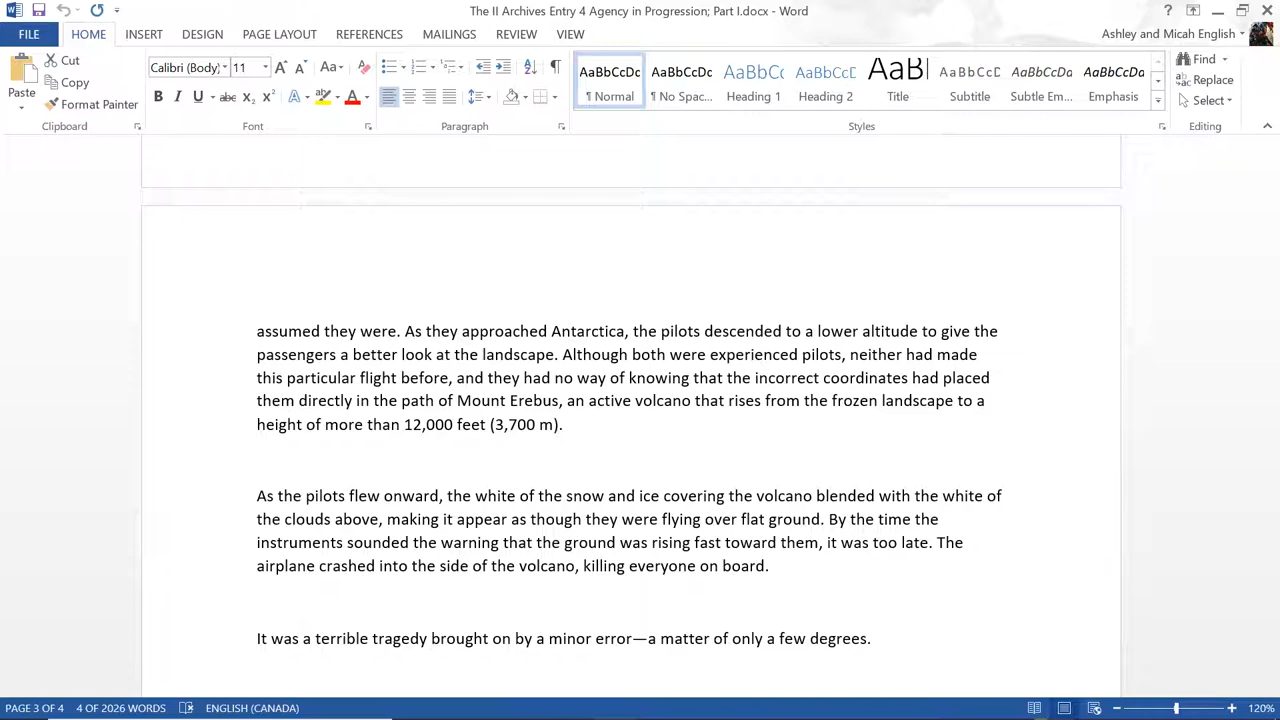 The II Archives Entry 4 Agency in Progression; Part I.docx - Word
FILE HOME INSERT DESIGN PAGE LAYOUT REFERENCES MAILINGS REVIEW VIEW Ashley and Micah English
Cut
Copy
Format Painter
Paste
Clipboard
Calibri (Body) 11
Font
Paragraph
AaBbCcDc AaBbCcDc AaBbCc AaBbCcD AaB AaBbCcD AaBbCcDa AaBbCcDa
¶ Normal ¶ No Spac... Heading 1 Heading 2 Title Subtitle Subtle Em... Emphasis
Styles
Find
Replace
Select
Editing
assumed they were. As they approached Antarctica, the pilots descended to a lower altitude to give the
passengers a better look at the landscape. Although both were experienced pilots, neither had made
this particular flight before, and they had no way of knowing that the incorrect coordinates had placed
them directly in the path of Mount Erebus, an active volcano that rises from the frozen landscape to a
height of more than 12,000 feet (3,700 m).
As the pilots flew onward, the white of the snow and ice covering the volcano blended with the white of
the clouds above, making it appear as though they were flying over flat ground. By the time the
instruments sounded the warning that the ground was rising fast toward them, it was too late. The
airplane crashed into the side of the volcano, killing everyone on board.
It was a terrible tragedy brought on by a minor error—a matter of only a few degrees.
PAGE 3 OF 4 4 OF 2026 WORDS ENGLISH (CANADA) 120%